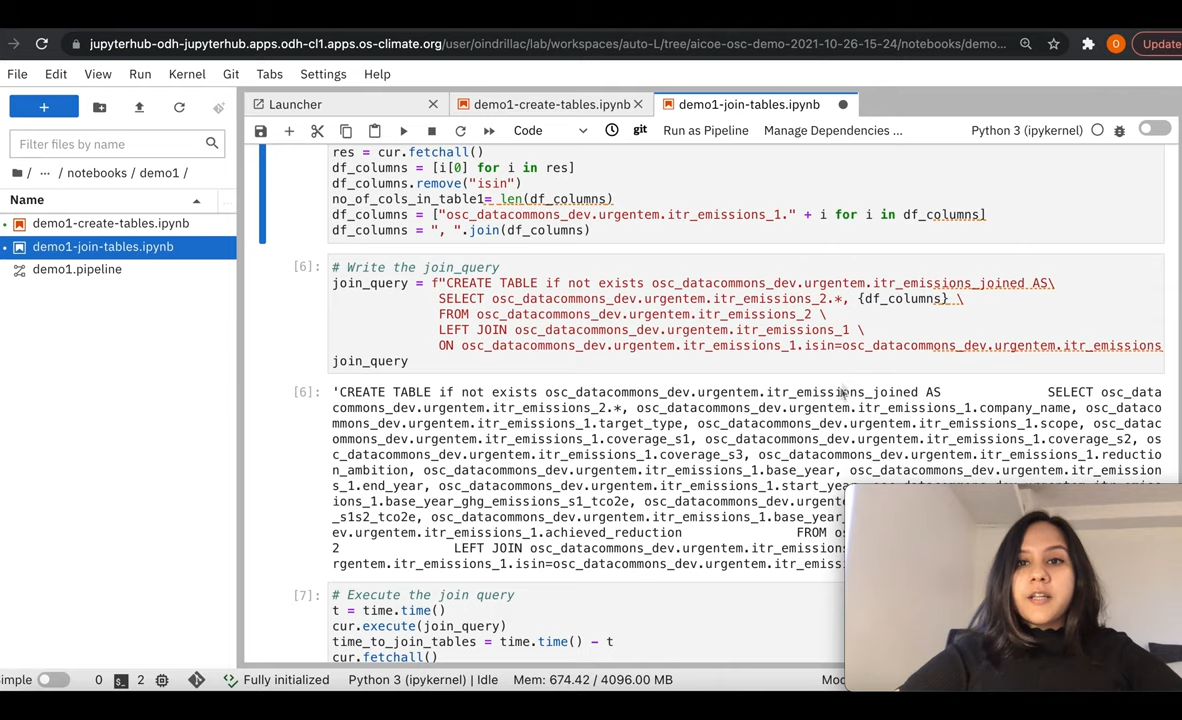 jupyterhub-odh-jupyterhub.apps.odh-cl1.apps.os-climate.org/user/oindrillac/lab/workspaces/auto-L/tree/aicoe-osc-demo-2021-10-26-15-24/notebooks/demo... O Update
File Edit View Run Kernel Git Tabs Settings Help
+ Launcher demo1-create-tables.ipynb demo1-join-tables.ipynb
Code git Run as Pipeline Manage Dependencies ... Python 3 (ipykernel)
Filter files by name
/ ... /notebooks / demo1 /
Name
demo1-create-tables.ipynb
demo1-join-tables.ipynb
demo1.pipeline
res = cur.fetchall()
df_columns = [i[0] for i in res]
df_columns.remove("isin")
no_of_cols_in_table1= len(df_columns)
df_columns = ["osc_datacommons_dev.urgentem.itr_emissions_1." + i for i in df_columns]
df_columns = ", ".join(df_columns)
[6]: # Write the join_query
join_query = f"CREATE TABLE if not exists osc_datacommons_dev.urgentem.itr_emissions_joined AS\
SELECT osc_datacommons_dev.urgentem.itr_emissions_2.*, {df_columns} \
FROM osc_datacommons_dev.urgentem.itr_emissions_2 \
LEFT JOIN osc_datacommons_dev.urgentem.itr_emissions_1 \
ON osc_datacommons_dev.urgentem.itr_emissions_1.isin=osc_datacommons_dev.urgentem.itr_emissions
join_query
[6]: 'CREATE TABLE if not exists osc_datacommons_dev.urgentem.itr_emissions_joined AS SELECT osc_data
commons_dev.urgentem.itr_emissions_2.*, osc_datacommons_dev.urgentem.itr_emissions_1.company_name, osc_dataco
mmons_dev.urgentem.itr_emissions_1.target_type, osc_datacommons_dev.urgentem.itr_emissions_1.scope, osc_datac
ommons_dev.urgentem.itr_emissions_1.coverage_s1, osc_datacommons_dev.urgentem.itr_emissions_1.coverage_s2, os
c_datacommons_dev.urgentem.itr_emissions_1.coverage_s3, osc_datacommons_dev.urgentem.itr_emissions_1.reductio
n_ambition, osc_datacommons_dev.urgentem.itr_emissions_1.base_year, osc_datacommons_dev.urgentem.itr_emission
s_1.end_year, osc_datacommons_dev.urgentem.itr_emissions_1.start_year,
ions_1.base_year_ghg_emissions_s1_tco2e, osc_datacommons_dev.urgentem
_s1s2_tco2e, osc_datacommons_dev.urgentem.itr_emissions_1.base_year_
ev.urgentem.itr_emissions_1.achieved_reduction FROM os
2 LEFT JOIN osc_datacommons_dev.urgentem.itr_emissions_
rgentem.itr_emissions_1.isin=osc_datacommons_dev.urgentem.itr_emiss
[7]: # Execute the join query
t = time.time()
cur.execute(join_query)
time_to_join_tables = time.time() - t
cur.fetchall()
imple 0 2 Fully initialized Python 3 (ipykernel) | Idle Mem: 674.42 / 4096.00 MB Mod